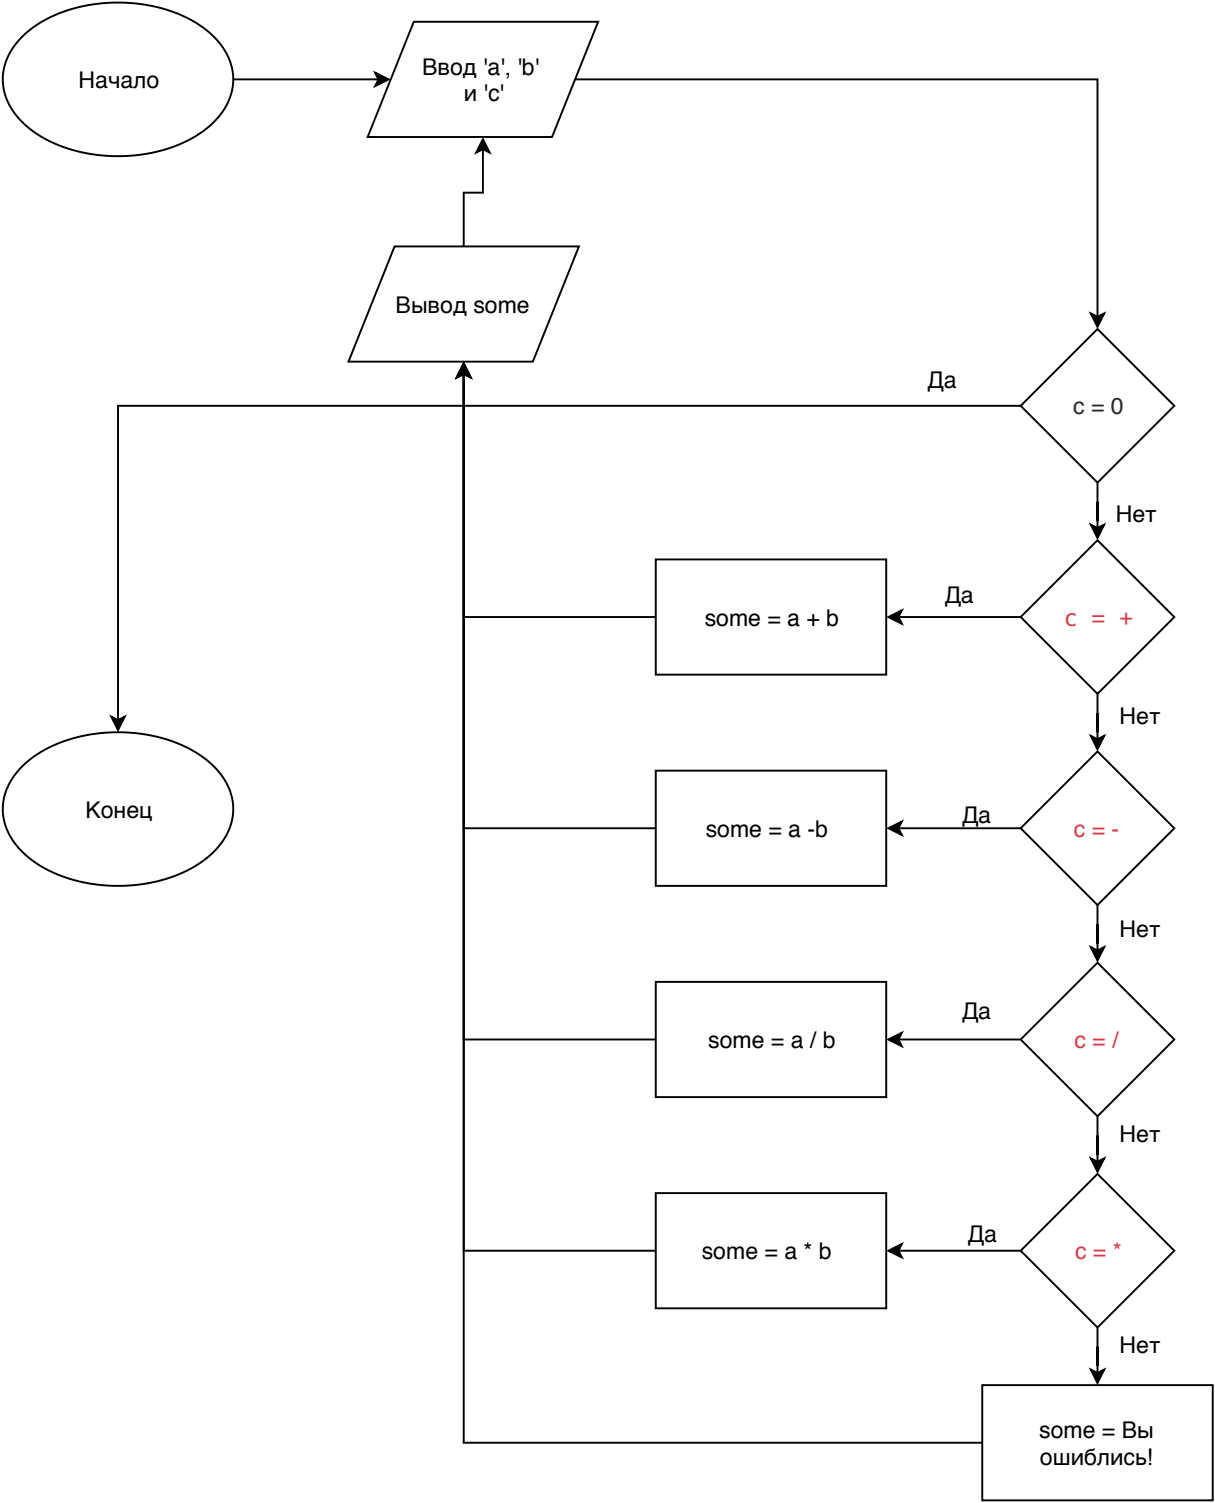 Начало
Ввод 'a', 'b'
и 'c'
Вывод some
Да
c = 0
Нет
some = a + b
Да
c = +
Нет
Конец
some = a -b
Да
c = -
Нет
some = a / b
Да
c = /
Нет
some = a * b
Да
c = *
Нет
some = Вы
ошиблись!